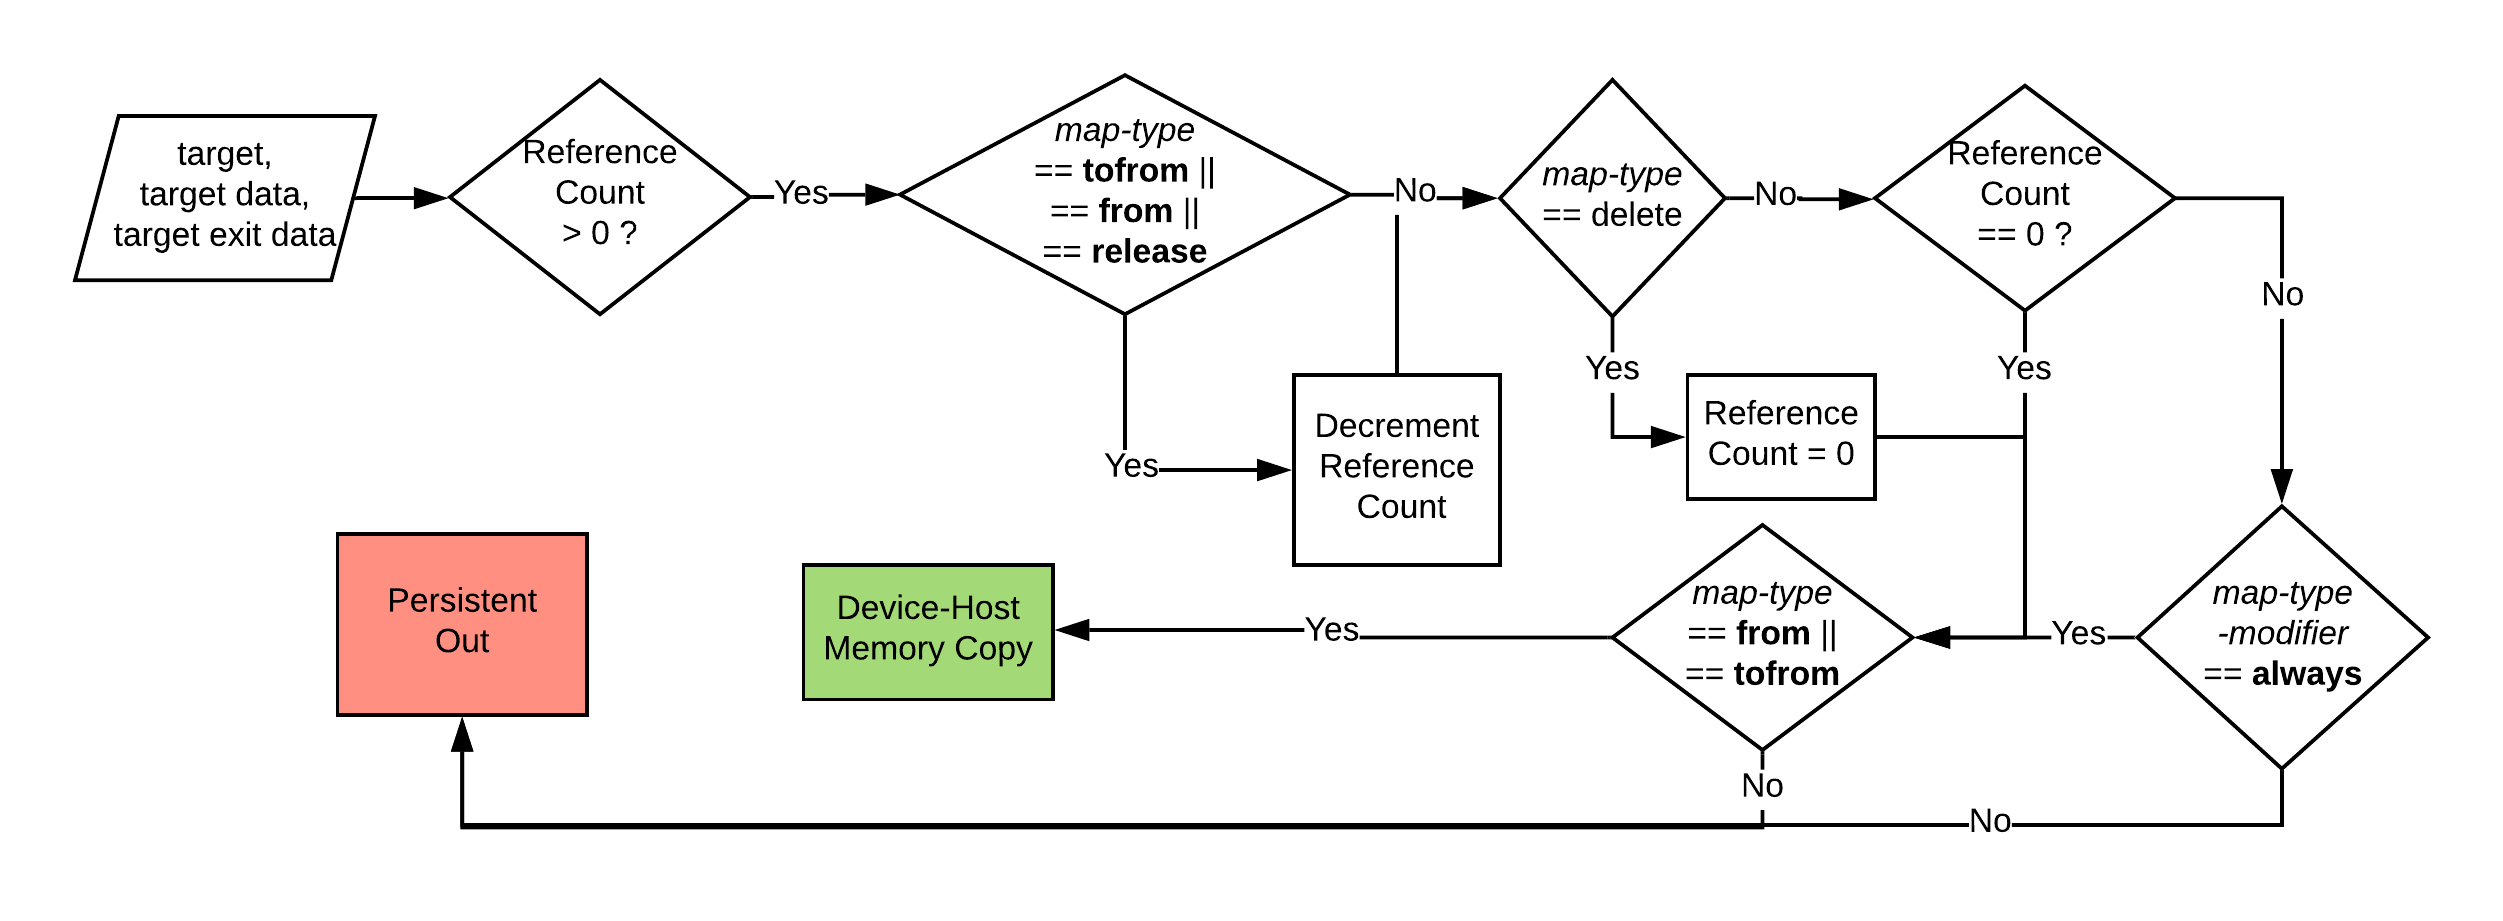 target,
target data,
target exit data
Reference
Count
> 0 ?
Yes
map-type
== tofrom ||
== from ||
== release
No
map-type
== delete
No
Reference
Count
== 0 ?
No
Yes
Yes
Yes
Decrement
Reference
Count
Reference
Count = 0
Persistent
Out
Device-Host
Memory Copy
Yes
map-type
== from ||
== tofrom
Yes
map-type
-modifier
== always
No
No